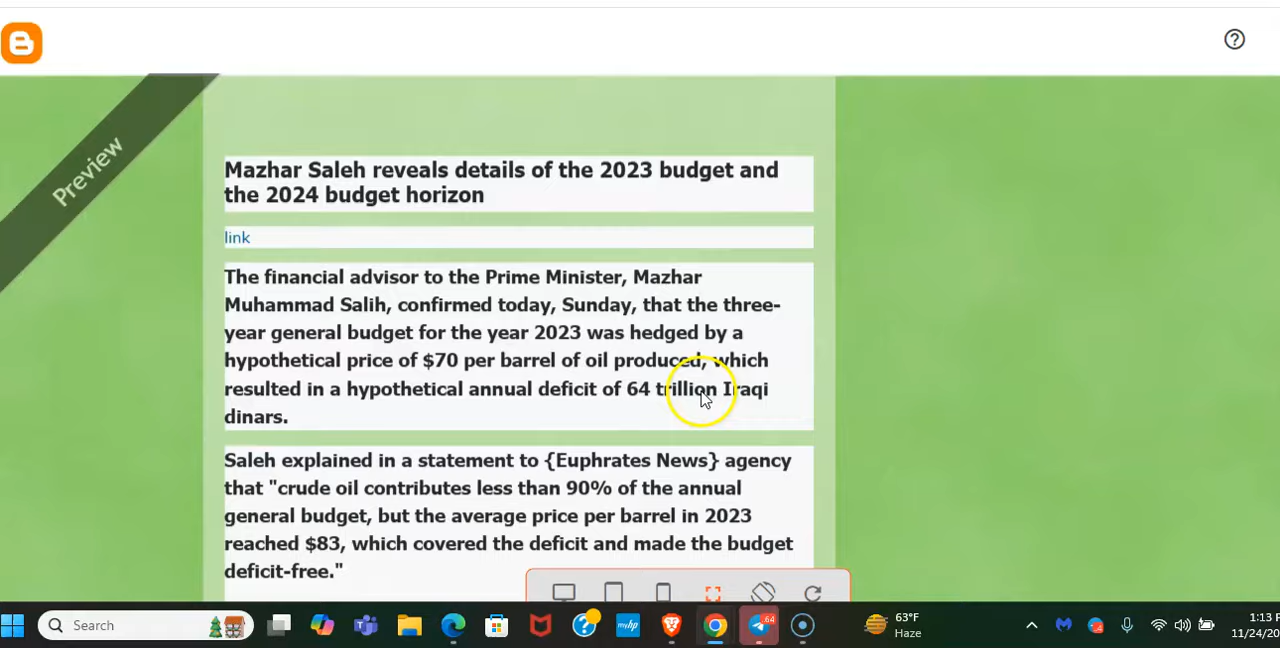 Preview
Mazhar Saleh reveals details of the 2023 budget and
the 2024 budget horizon
link
The financial advisor to the Prime Minister, Mazhar
Muhammad Salih, confirmed today, Sunday, that the three-
year general budget for the year 2023 was hedged by a
hypothetical price of $70 per barrel of oil produced, which
resulted in a hypothetical annual deficit of 64 trillion Iraqi
dinars.
Saleh explained in a statement to {Euphrates News} agency
that "crude oil contributes less than 90% of the annual
general budget, but the average price per barrel in 2023
reached $83, which covered the deficit and made the budget
deficit-free."
Search
myhp
.64
63°F
Haze
1:13 P
11/24/20